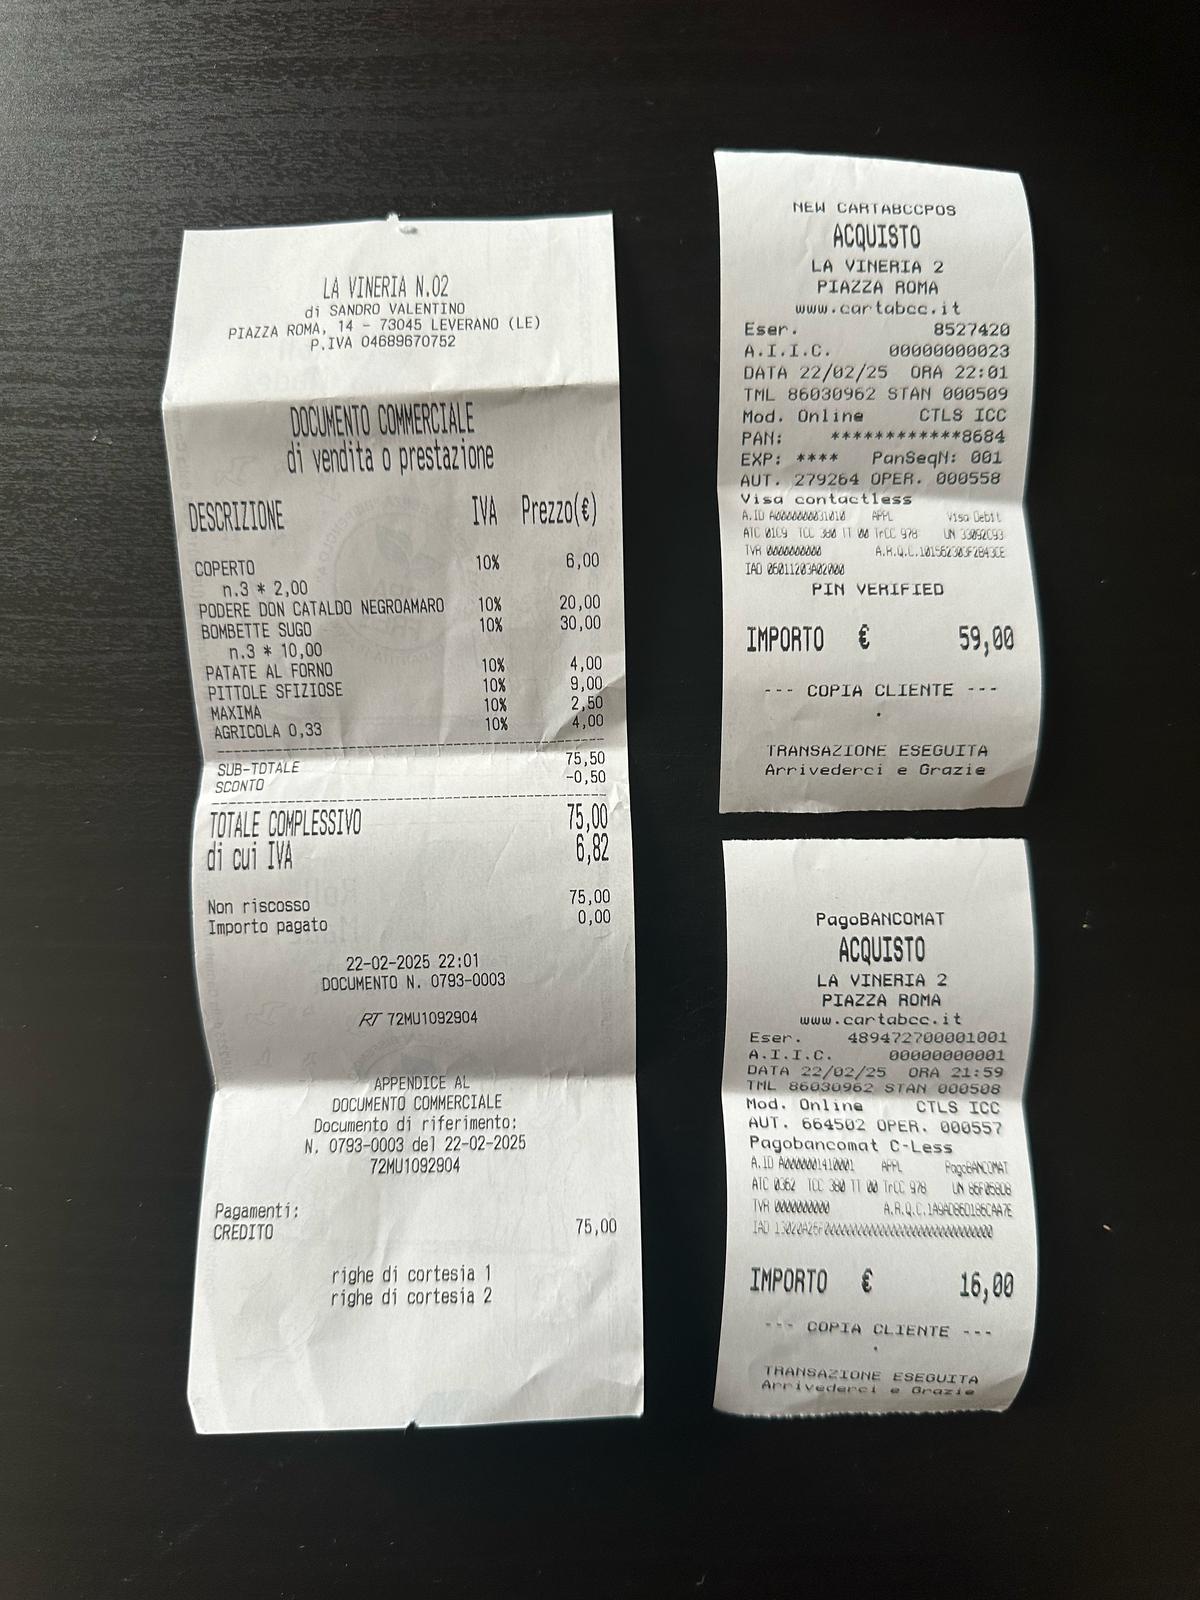 LA VINERIA N.02
di SANDRO VALENTINO
PIAZZA ROMA, 14 - 73045 LEVERANO (LE)
P.IVA 04689670752
DOCUMENTO COMMERCIALE
di vendita o prestazione
DESCRIZIONE IVA Prezzo(€)
COPERTO 10% 6,00
n.3 * 2,00
PODERE DON CATALDO NEGROAMARO 10% 20,00
BOMBETTE SUGO 10% 30,00
n.3 * 10,00
PATATE AL FORNO 10% 4,00
PITTOLE SFIZIOSE 10% 9,00
MAXIMA 10% 2,50
AGRICOLA 0,33 10% 4,00
SUB-TOTALE 75,50
SCONTO -0,50
TOTALE COMPLESSIVO 75,00
di cui IVA 6,82
Non riscosso 75,00
Importo pagato 0,00
22-02-2025 22:01
DOCUMENTO N. 0793-0003
RT 72MU1092904
APPENDICE AL
DOCUMENTO COMMERCIALE
Documento di riferimento:
N. 0793-0003 del 22-02-2025
72MU1092904
Pagamenti:
CREDITO 75,00
righe di cortesia 1
righe di cortesia 2
NEW CARTABCCPOS
ACQUISTO
LA VINERIA 2
PIAZZA ROMA
www.cartabcc.it
Eser. 8527420
A.I.I.C. 00000000023
DATA 22/02/25 ORA 22:01
TML 86030962 STAN 000509
Mod. Online CTLS ICC
PAN: ************8684
EXP: **** PanSeqN: 001
AUT. 279264 OPER. 000558
Visa contactless
A.ID A0000000031010 APPL Visa Debit
ATC 01C9 TCC 380 TT 00 TrCC 978 UN 33092C93
TVR 0000000000 A.R.Q.C.101562303F2843CE
IAD 06011203A02000
PIN VERIFIED
IMPORTO € 59,00
--- COPIA CLIENTE ---
TRANSAZIONE ESEGUITA
Arrivederci e Grazie
PagoBANCOMAT
ACQUISTO
LA VINERIA 2
PIAZZA ROMA
www.cartabcc.it
Eser. 489472700001001
A.I.I.C. 00000000001
DATA 22/02/25 ORA 21:59
TML 86030962 STAN 000508
Mod. Online CTLS ICC
AUT. 664502 OPER. 000557
Pagobancomat C-Less
A.ID A0000001410001 APPL PagoBANCOMAT
ATC 0362 TCC 380 TT 00 TrCC 978 UN 86F058D8
TVR 0000000000 A.R.Q.C.1A9AD86D186CAA7E
IAD
IMPORTO € 16,00
--- COPIA CLIENTE ---
TRANSAZIONE ESEGUITA
Arrivederci e Grazie